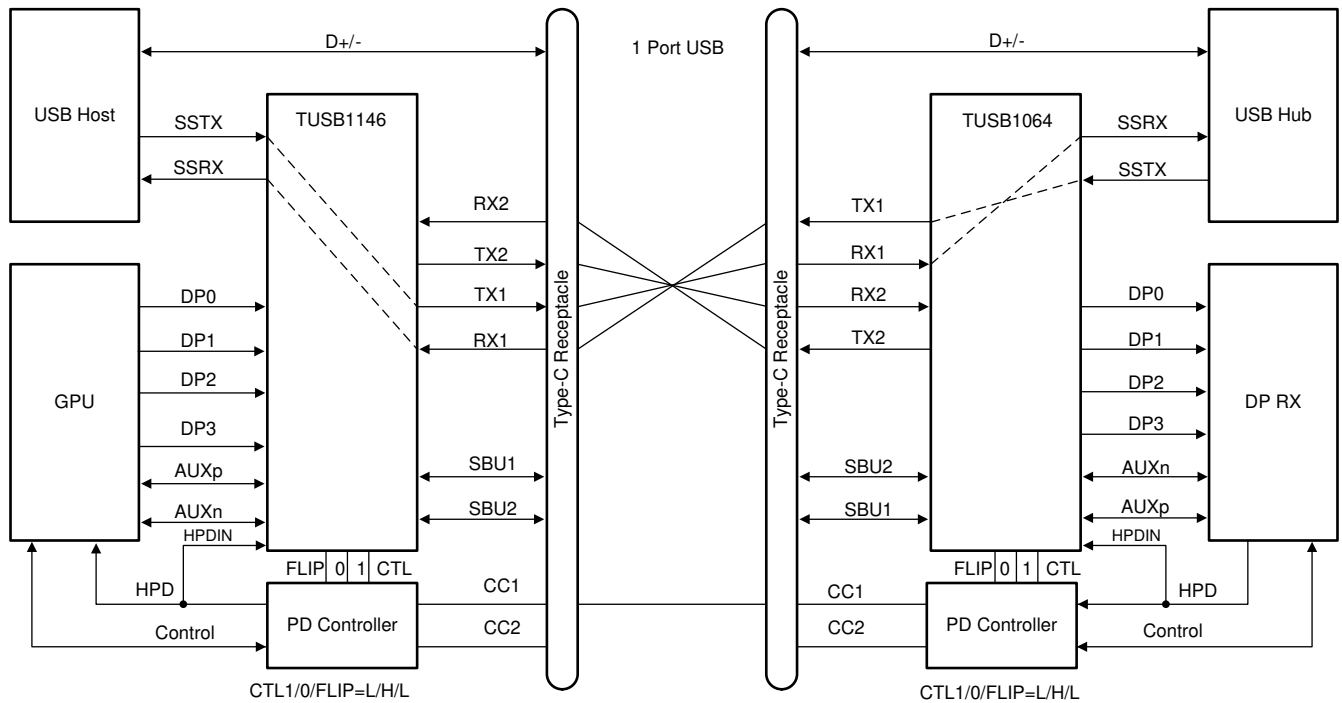 D+/-
1 Port USB
D+/-
USB Host
TUSB1146
TUSB1064
USB Hub
SSTX
SSRX
SSRX
SSTX
RX2
TX2
TX1
RX1
TX1
RX1
RX2
TX2
Type-C Receptacle
Type-C Receptacle
GPU
DP0
DP1
DP2
DP3
AUXp
AUXn
HPDIN
SBU1
SBU2
SBU2
SBU1
DP0
DP1
DP2
DP3
AUXn
AUXp
HPDIN
DP RX
FLIP 0 1 CTL
FLIP 0 1 CTL
HPD
Control
PD Controller
CC1
CC2
CC1
CC2
PD Controller
HPD
Control
CTL1/0/FLIP=L/H/L
CTL1/0/FLIP=L/H/L